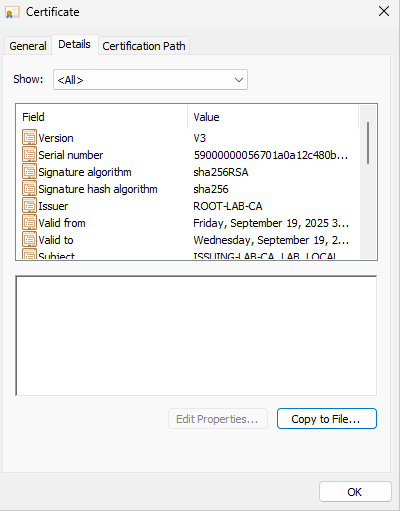 Certificate
General Details Certification Path
Show: <All>
Field Value
Version V3
Serial number 59000000056701a0a12c480b...
Signature algorithm sha256RSA
Signature hash algorithm sha256
Issuer ROOT-LAB-CA
Valid from Friday, September 19, 2025 3...
Valid to Wednesday, September 19, 2...
Subject ISSUING-LAB-CA, LAB, LOCAL
Edit Properties...
Copy to File...
OK